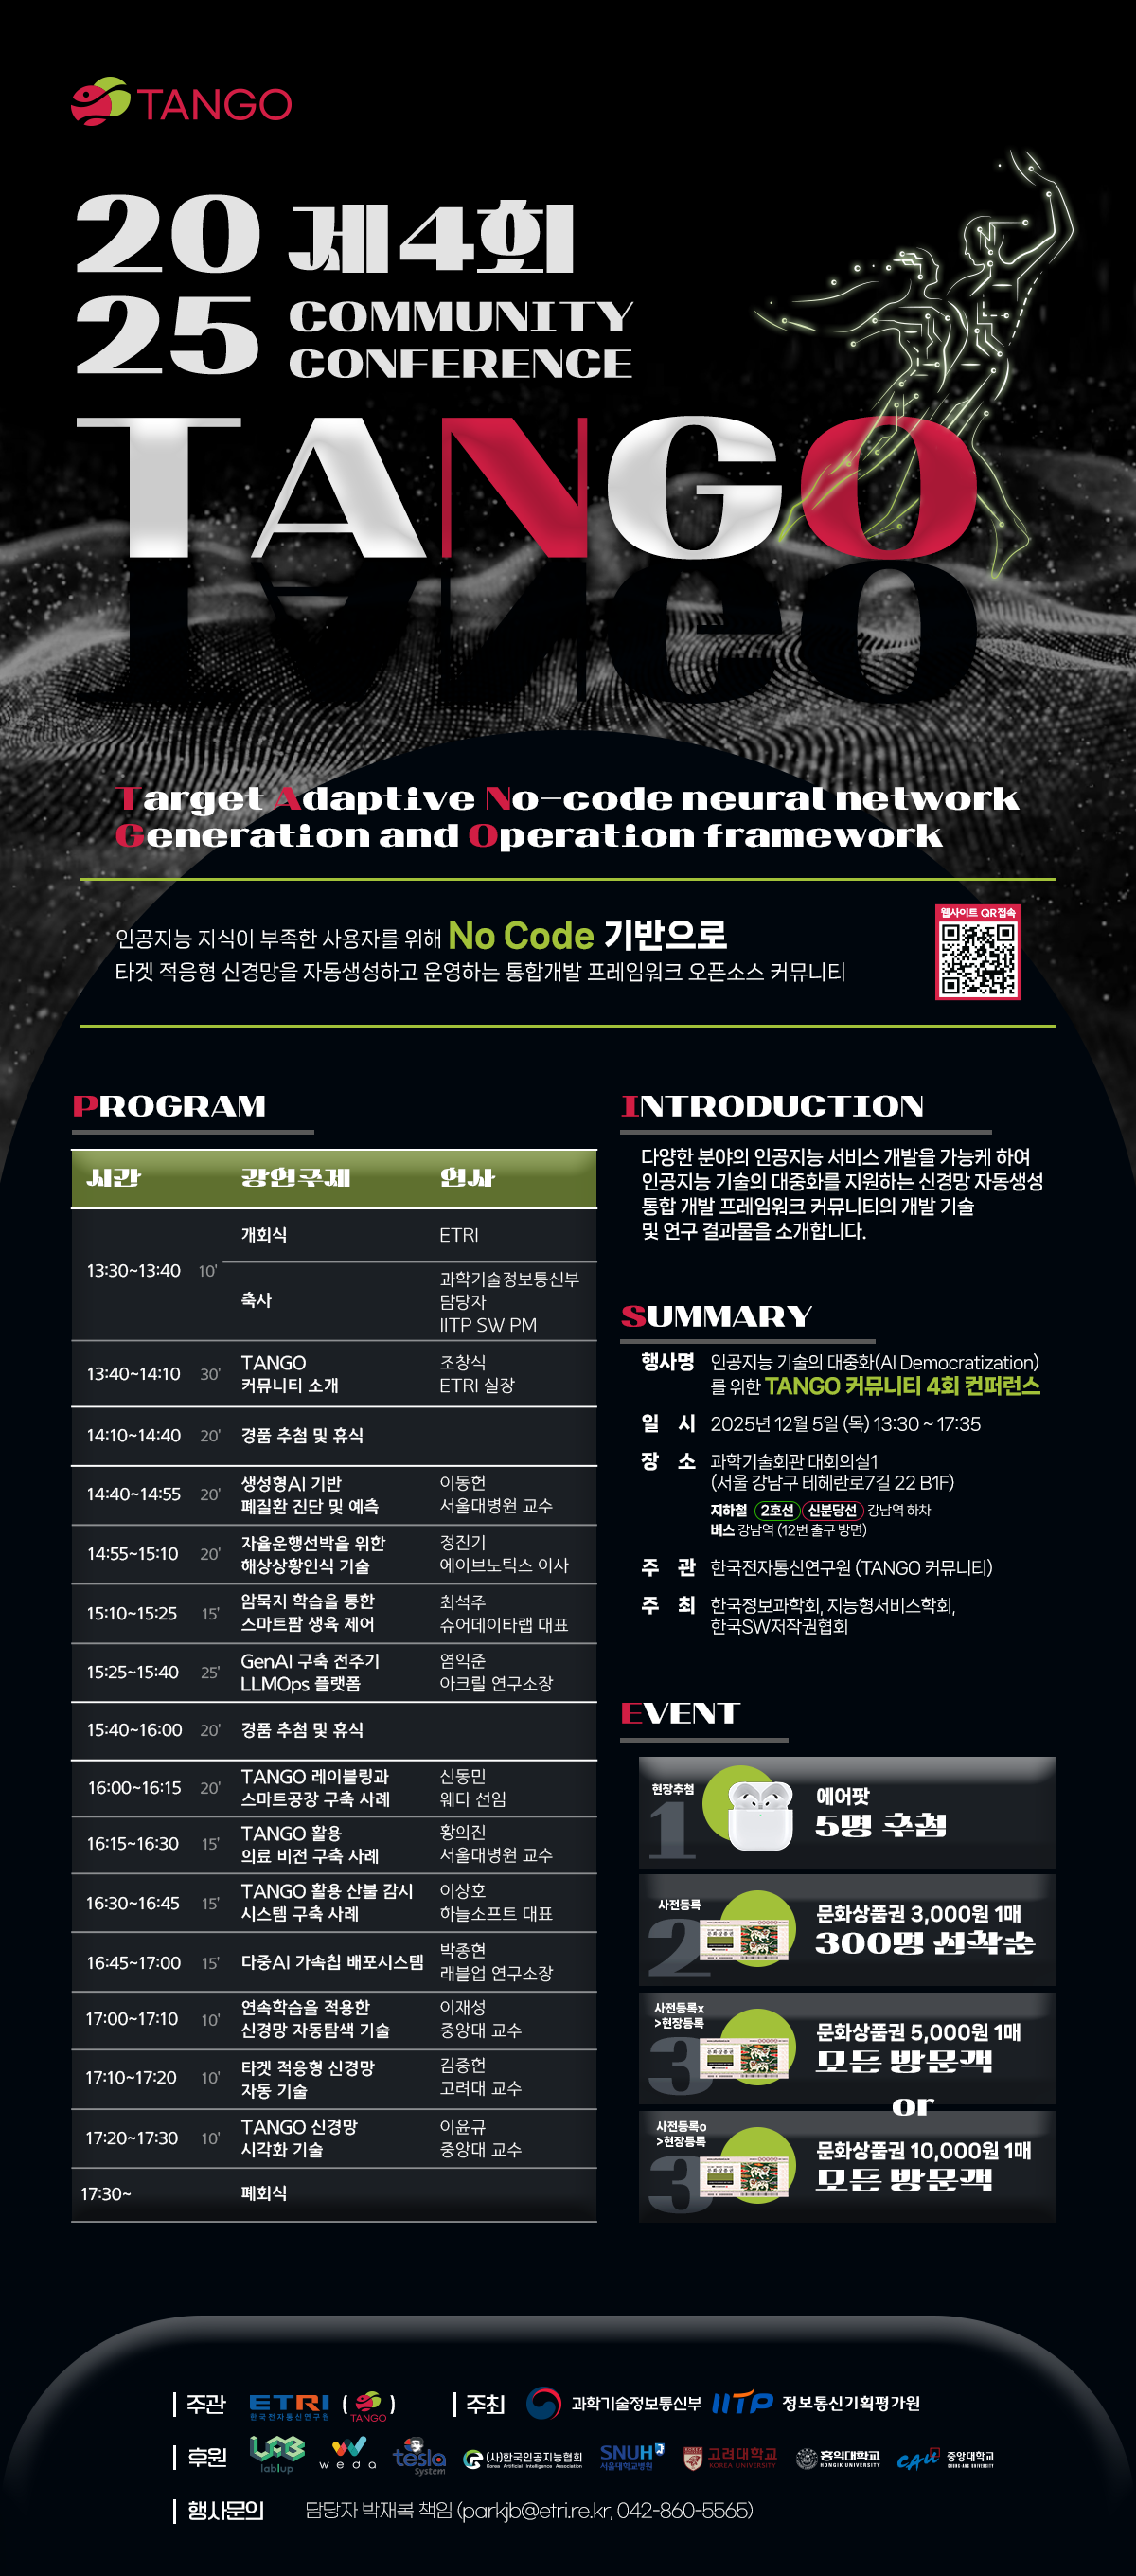 TANGO
20 제4회
25 COMMUNITY
CONFERENCE
TANGO
Target Adaptive No-code neural network
Generation and Operation framework
인공지능 지식이 부족한 사용자를 위해 No Code 기반으로
타겟 적응형 신경망을 자동생성하고 운영하는 통합개발 프레임워크 오픈소스 커뮤니티
웹사이트 QR접속
PROGRAM
시간 강연주제 연사
13:30~13:40 10'
개회식 ETRI
축사 과학기술정보통신부
담당자
IITP SW PM
13:40~14:10 30' TANGO
커뮤니티 소개
조창식
ETRI 실장
14:10~14:40 20' 경품 추첨 및 휴식
14:40~14:55 20' 생성형AI 기반
폐질환 진단 및 예측
이동헌
서울대병원 교수
14:55~15:10 20' 자율운행선박을 위한
해상상황인식 기술
정진기
에이브노틱스 이사
15:10~15:25 15' 암묵지 학습을 통한
스마트팜 생육 제어
최석주
슈어데이타랩 대표
15:25~15:40 25' GenAI 구축 전주기
LLMOps 플랫폼
염익준
아크릴 연구소장
15:40~16:00 20' 경품 추첨 및 휴식
16:00~16:15 20' TANGO 레이블링과
스마트공장 구축 사례
신동민
웨다 선임
16:15~16:30 15' TANGO 활용
의료 비전 구축 사례
황의진
서울대병원 교수
16:30~16:45 15' TANGO 활용 산불 감시
시스템 구축 사례
이상호
하늘소프트 대표
16:45~17:00 15' 다중AI 가속칩 배포시스템
박종현
래블업 연구소장
17:00~17:10 10' 연속학습을 적용한
신경망 자동탐색 기술
이재성
중앙대 교수
17:10~17:20 10' 타겟 적응형 신경망
자동 기술
김중헌
고려대 교수
17:20~17:30 10' TANGO 신경망
시각화 기술
이윤규
중앙대 교수
17:30~ 폐회식
INTRODUCTION
다양한 분야의 인공지능 서비스 개발을 가능케 하여
인공지능 기술의 대중화를 지원하는 신경망 자동생성
통합 개발 프레임워크 커뮤니티의 개발 기술
및 연구 결과물을 소개합니다.
SUMMARY
행사명 인공지능 기술의 대중화(AI Democratization)
를 위한 TANGO 커뮤니티 4회 컨퍼런스
일 시 2025년 12월 5일 (목) 13:30 ~ 17:35
장 소 과학기술회관 대회의실1
(서울 강남구 테헤란로7길 22 B1F)
지하철 2호선 신분당선 강남역 하차
버스 강남역 (12번 출구 방면)
주 관 한국전자통신연구원 (TANGO 커뮤니티)
주 최 한국정보과학회, 지능형서비스학회,
한국SW저작권협회
EVENT
현장추첨
1
에어팟
5명 추첨
사전등록
2
문화상품권 3,000원 1매
300명 선착순
사전등록x
>현장등록
3
문화상품권 5,000원 1매
모든 방문객
or
사전등록o
>현장등록
3
문화상품권 10,000원 1매
모든 방문객
주관 ETRI 한국전자통신연구원 ( TANGO ) 주최 과학기술정보통신부 IITP 정보통신기획평가원
후원 LAB lablup weda tesla system (사)한국인공지능협회 Korea Artificial Intelligence Association SNUH 서울대학교병원 고려대학교 KOREA UNIVERSITY 홍익대학교 HONGIK UNIVERSITY CAU 중앙대학교 CHUNG-ANG UNIVERSITY
행사문의 담당자 박재복 책임 (parkjb@etri.re.kr, 042-860-5565)